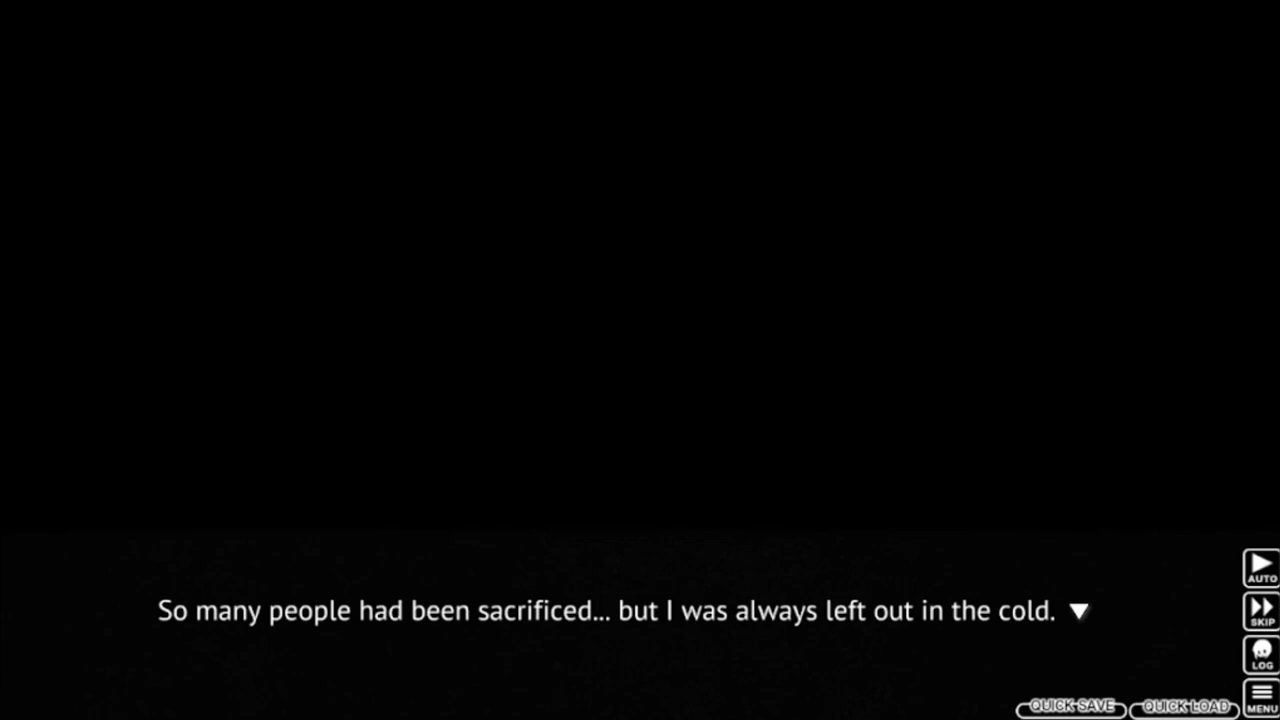 So many people had been sacrificed... but I was always left out in the cold.
AUTO
SKIP
LOG
MENU
QUICK SAVE QUICK LOAD